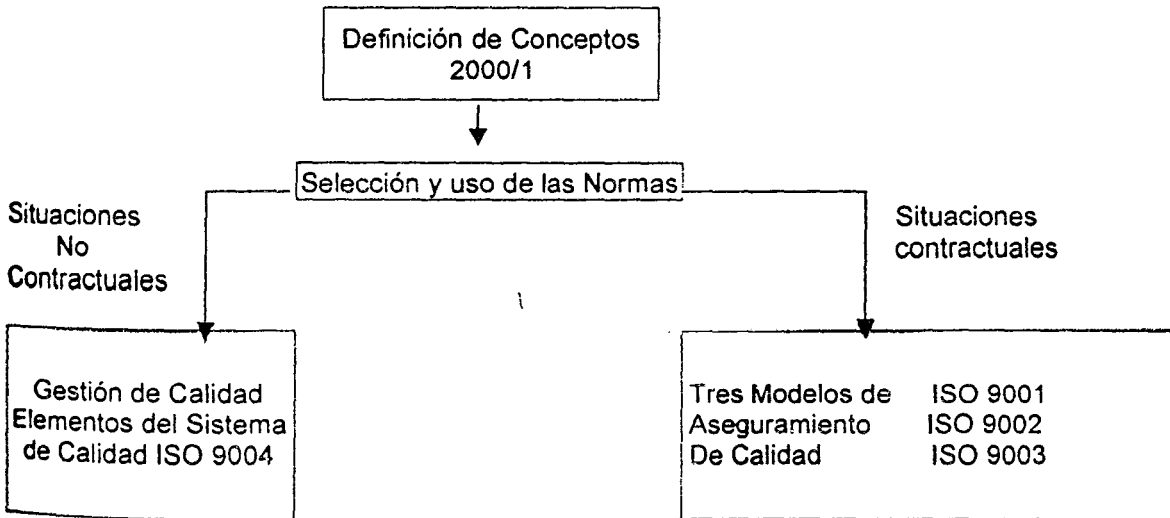 Definición de Conceptos
2000/1
Selección y uso de las Normas
Situaciones
No
Contractuales
Situaciones
contractuales
Gestión de Calidad
Elementos del Sistema
de Calidad ISO 9004
Tres Modelos de ISO 9001
Aseguramiento ISO 9002
De Calidad ISO 9003